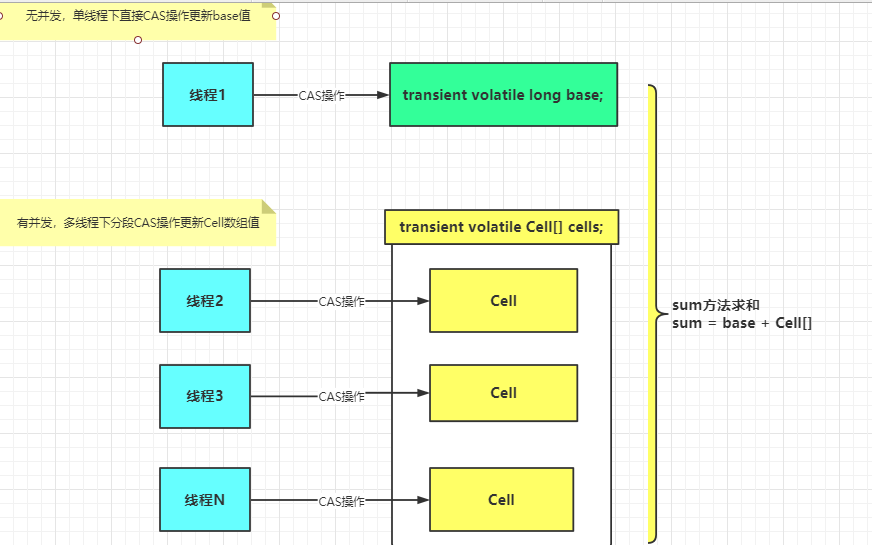 无并发，单线程下直接CAS操作更新base值
线程1
CAS操作
transient volatile long base;
有并发，多线程下分段CAS操作更新Cell数组值
transient volatile Cell[] cells;
线程2
CAS操作
Cell
sum方法求和
sum = base + Cell[]
线程3
CAS操作
Cell
线程N
CAS操作
Cell